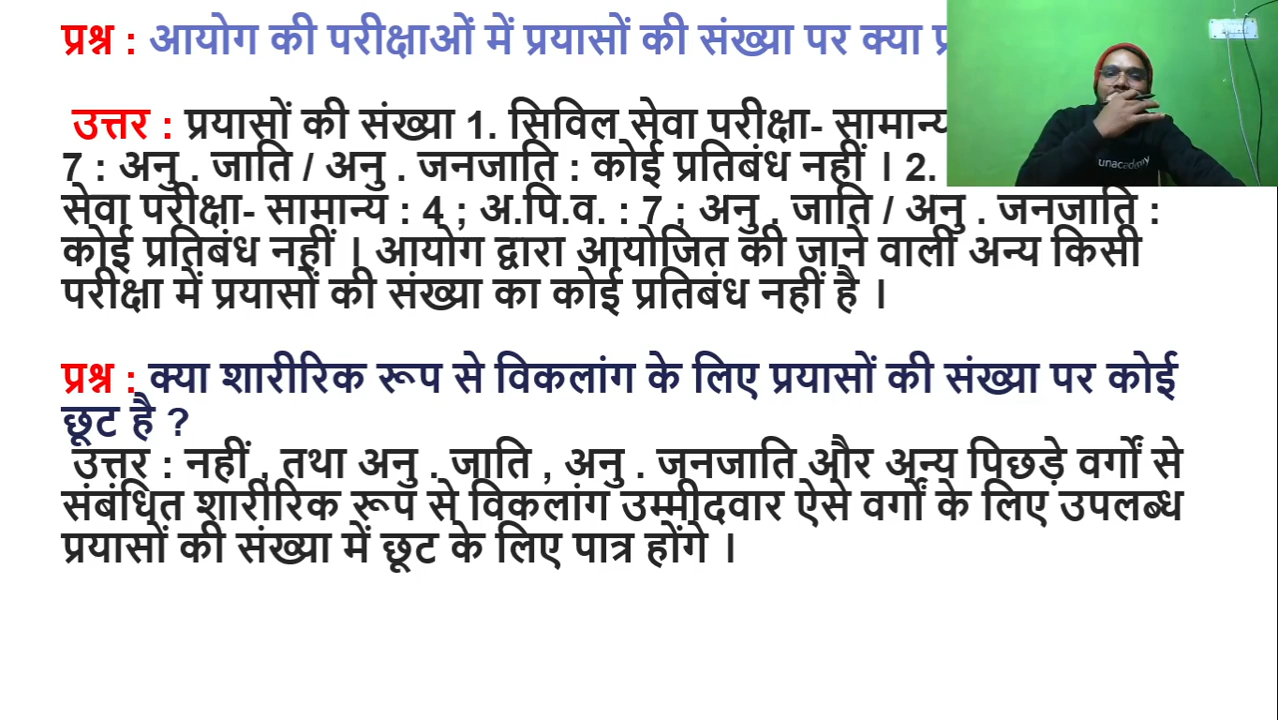 प्रश्न : आयोग की परीक्षाओं में प्रयासों की संख्या पर क्या
उत्तर : प्रयासों की संख्या 1. सिविल सेवा परीक्षा- सामान्य
7 : अनु . जाति / अनु . जनजाति : कोई प्रतिबंध नहीं । 2.
सेवा परीक्षा- सामान्य : 4 ; अ.पि.व. : 7 ; अनु . जाति / अनु . जनजाति :
कोई प्रतिबंध नहीं । आयोग द्वारा आयोजित की जाने वाली अन्य किसी
परीक्षा में प्रयासों की संख्या का कोई प्रतिबंध नहीं है ।
प्रश्न : क्या शारीरिक रूप से विकलांग के लिए प्रयासों की संख्या पर कोई
छूट है ?
उत्तर : नहीं , तथा अनु . जाति , अनु . जनजाति और अन्य पिछड़े वर्गों से
संबंधित शारीरिक रूप से विकलांग उम्मीदवार ऐसे वर्गों के लिए उपलब्ध
प्रयासों की संख्या में छूट के लिए पात्र होंगे ।
unacademy